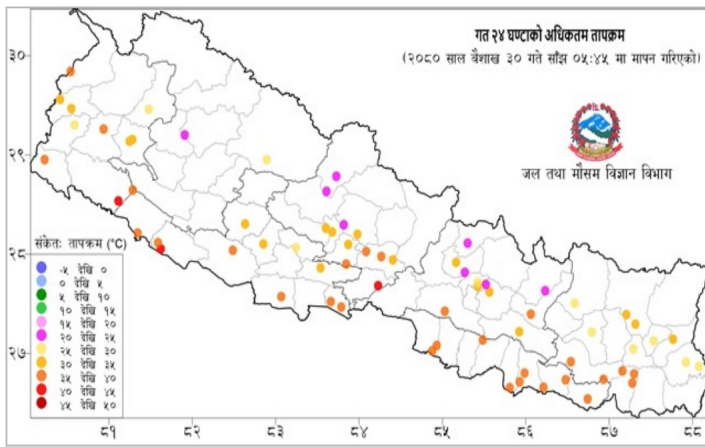 गत २४ घण्टाको अधिकतम तापक्रम
(२०८० साल वैशाख ३० गते साँझ ०५:४५ मा मापन गरिएको)
जल तथा मौसम विज्ञान विभाग
३०
२९
२८
२७
संकेतः तापक्रम (°C)
-५ देखि ०
० देखि ५
५ देखि १०
१० देखि १५
१५ देखि २०
२० देखि २५
२५ देखि ३०
३० देखि ३५
३५ देखि ४०
४० देखि ४५
४५ देखि ५०
८१ ८२ ८३ ८४ ८५ ८६ ८७ ८८